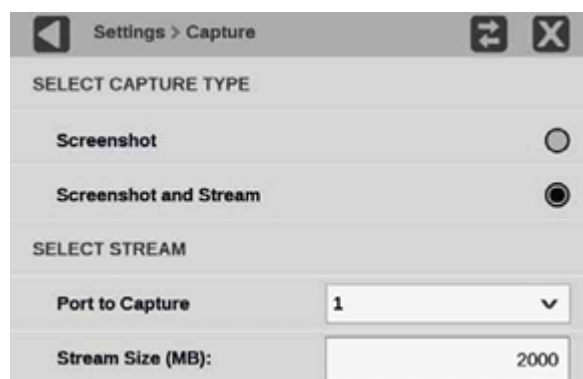 Settings > Capture
SELECT CAPTURE TYPE
Screenshot
Screenshot and Stream
SELECT STREAM
Port to Capture 1
Stream Size (MB): 2000